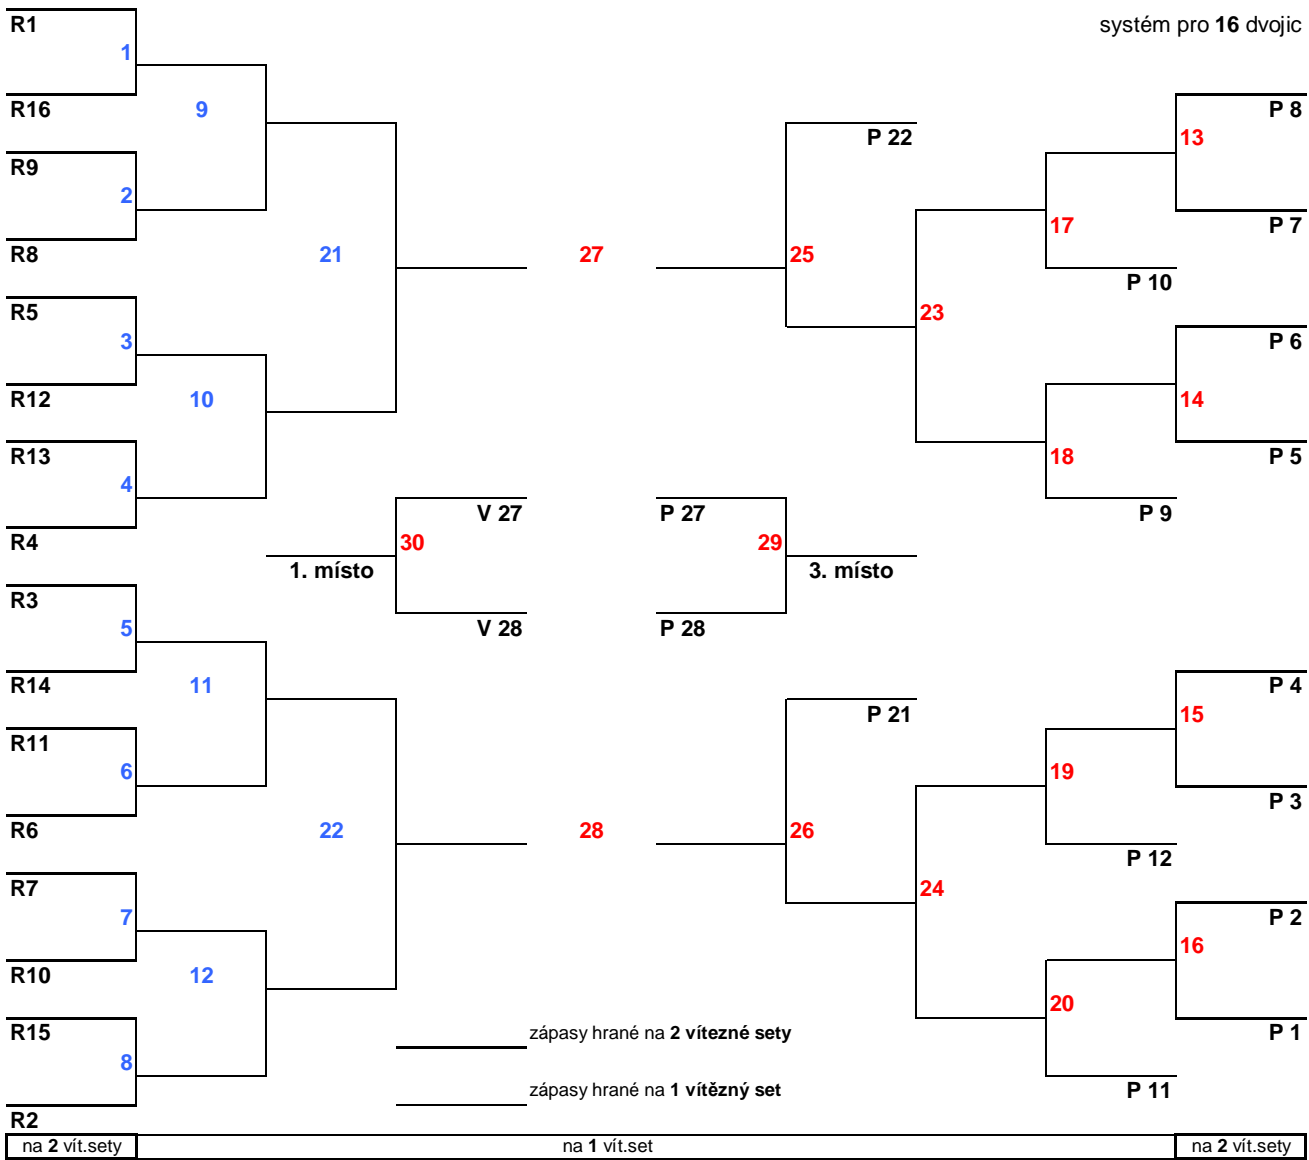 R1
systém pro 16 dvojic
1
R16
9
P 8
P 22
13
R9
2
17
P 7
R8
21
27
25
P 10
R5
23
3
P 6
R12
10
14
R13
18
P 5
4
V 27
P 27
P 9
R4
30
29
1. místo
3. místo
R3
5
V 28
P 28
R14
11
P 4
P 21
15
R11
6
19
P 3
R6
22
28
26
P 12
R7
24
7
P 2
R10
12
16
20
R15
zápasy hrané na 2 vítezné sety
P 1
8
zápasy hrané na 1 vítězný set
P 11
R2
na 2 vít.sety
na 1 vít.set
na 2 vít.sety